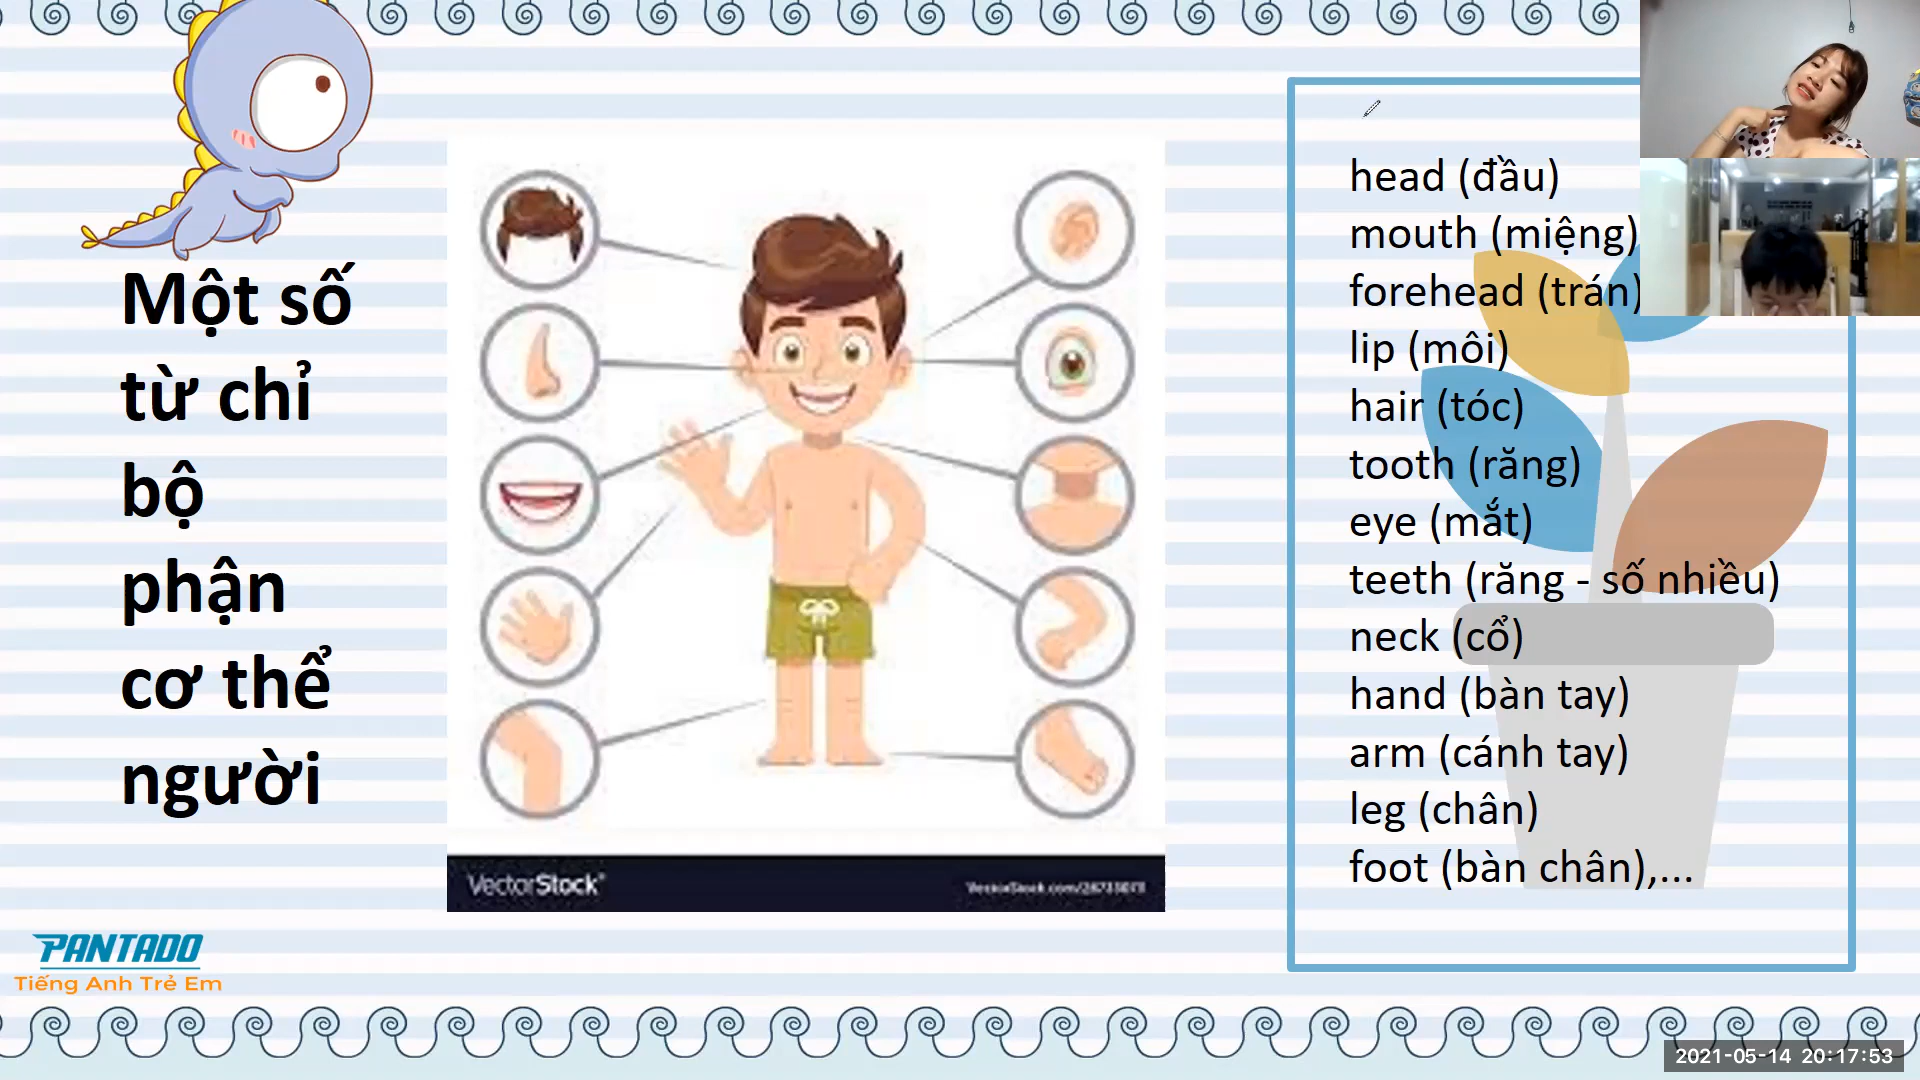 Một số
từ chỉ
bộ
phận
cơ thể
người
head (đầu)
mouth (miệng)
forehead (trán)
lip (môi)
hair (tóc)
tooth (răng)
eye (mắt)
teeth (răng - số nhiều)
neck (cổ)
hand (bàn tay)
arm (cánh tay)
leg (chân)
foot (bàn chân),...
VectorStock®
PANTADO
Tiếng Anh Trẻ Em
2021-05-14 20:17:53